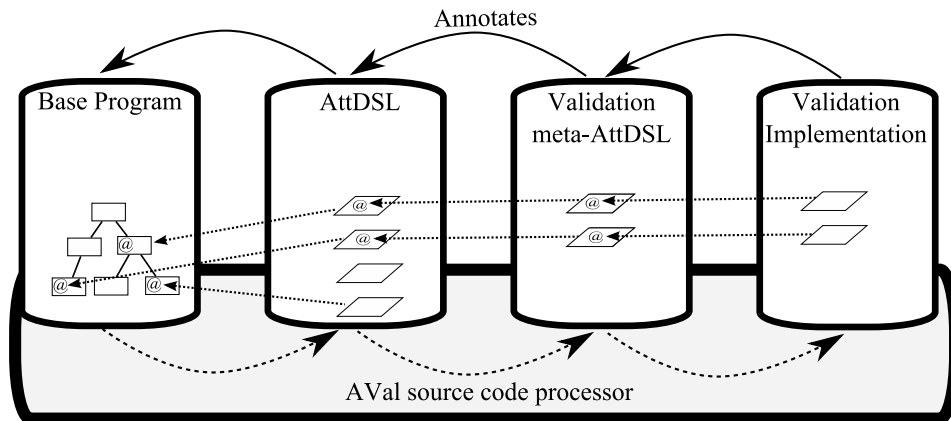 Annotates
Base Program
AttDSL
Validation
meta-AttDSL
Validation
Implementation
@
@
@
@
@
@
@
AVal source code processor